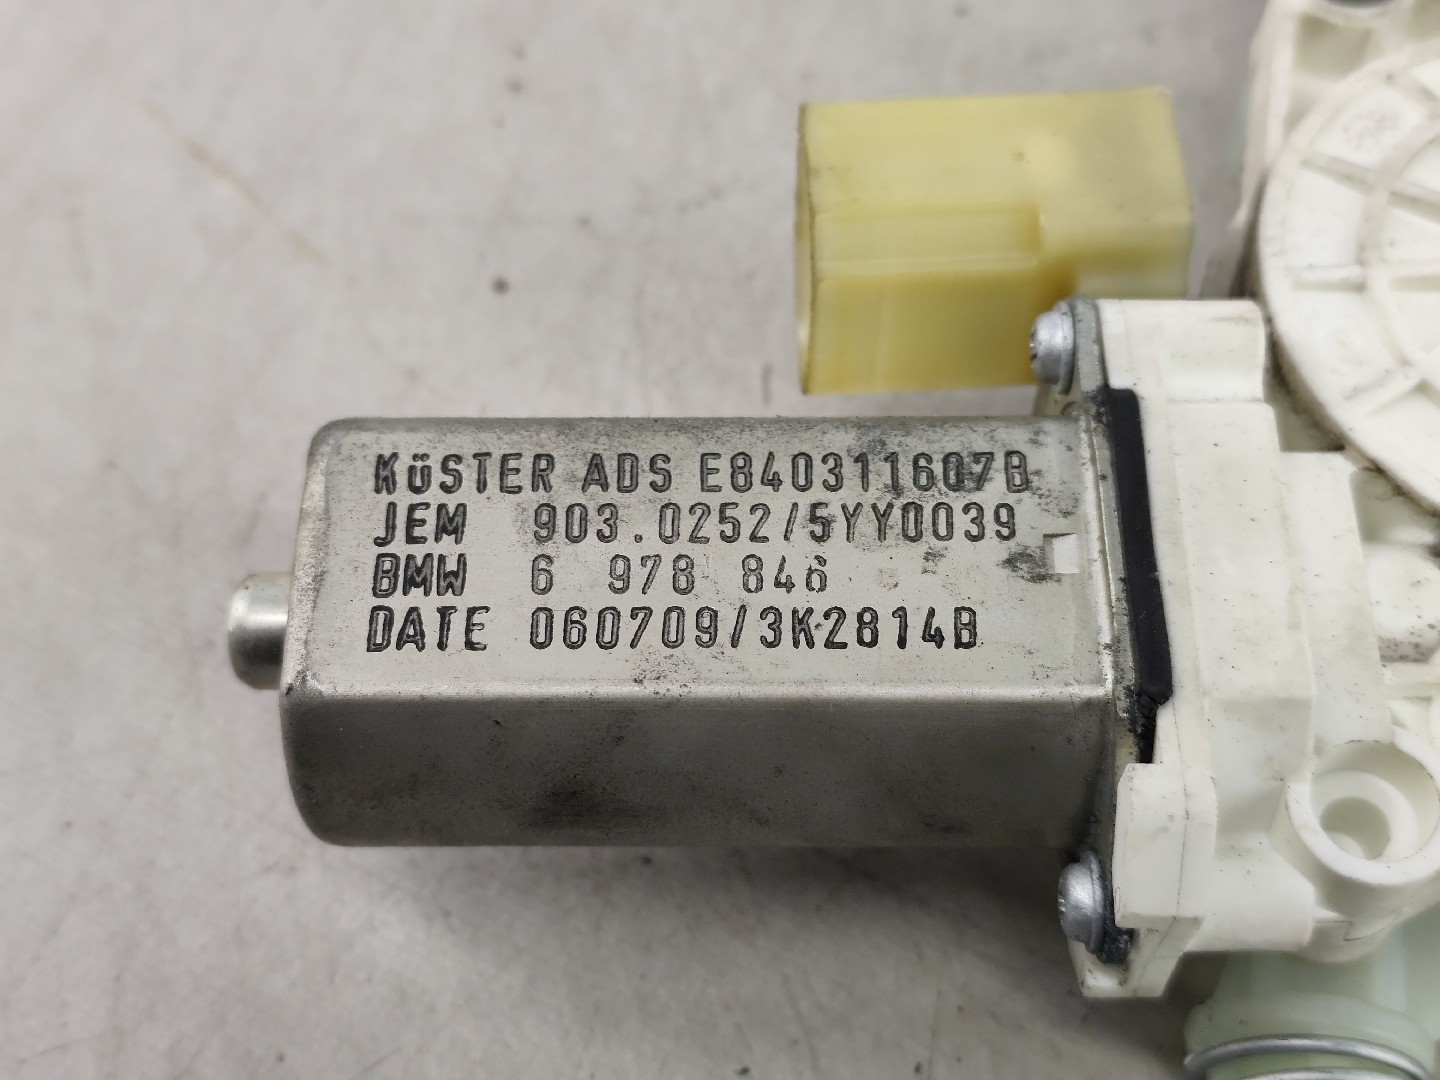 KüSTER ADS E840311607B
JEM 903.0252/5YY0039
BMW 6 978 846
DATE 060709/3K2814B